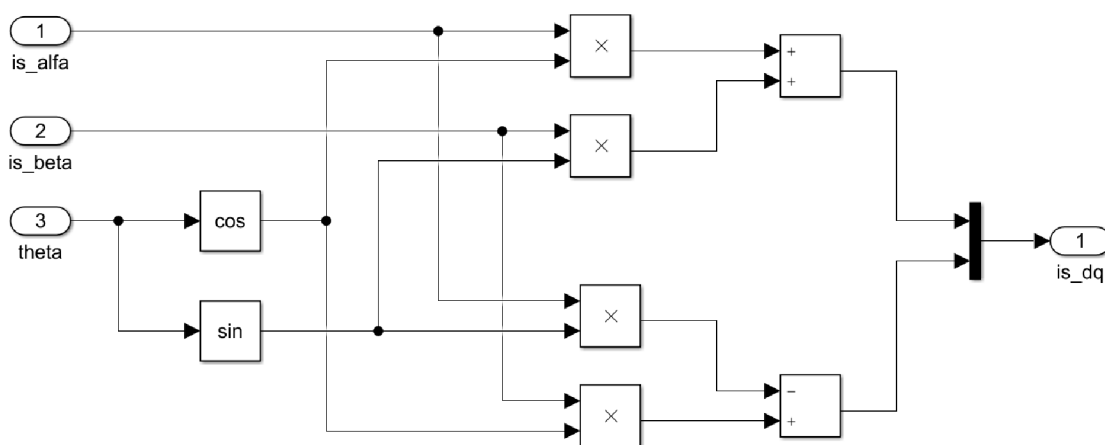 1
is_alfa
×
+
+
2
is_beta
×
3
theta
cos
1
is_dq
sin
×
×
−
+